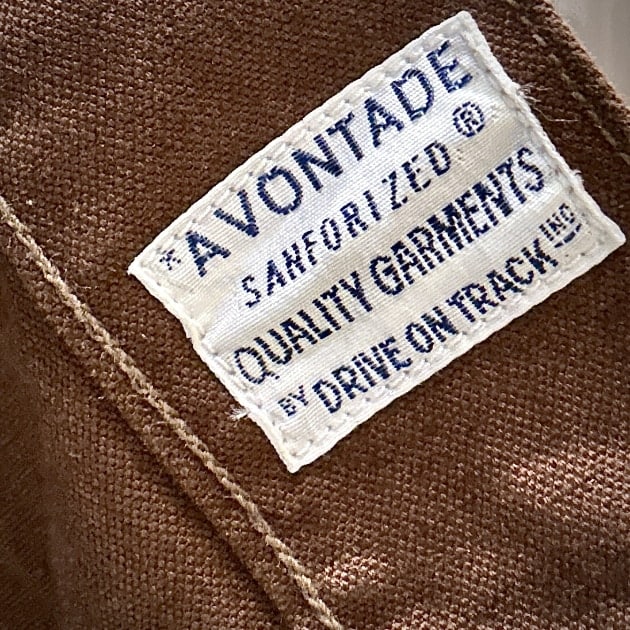 *AVONTADE
SANFORIZED®
QUALITY GARMENTS
BY DRIVE ON TRACK INC